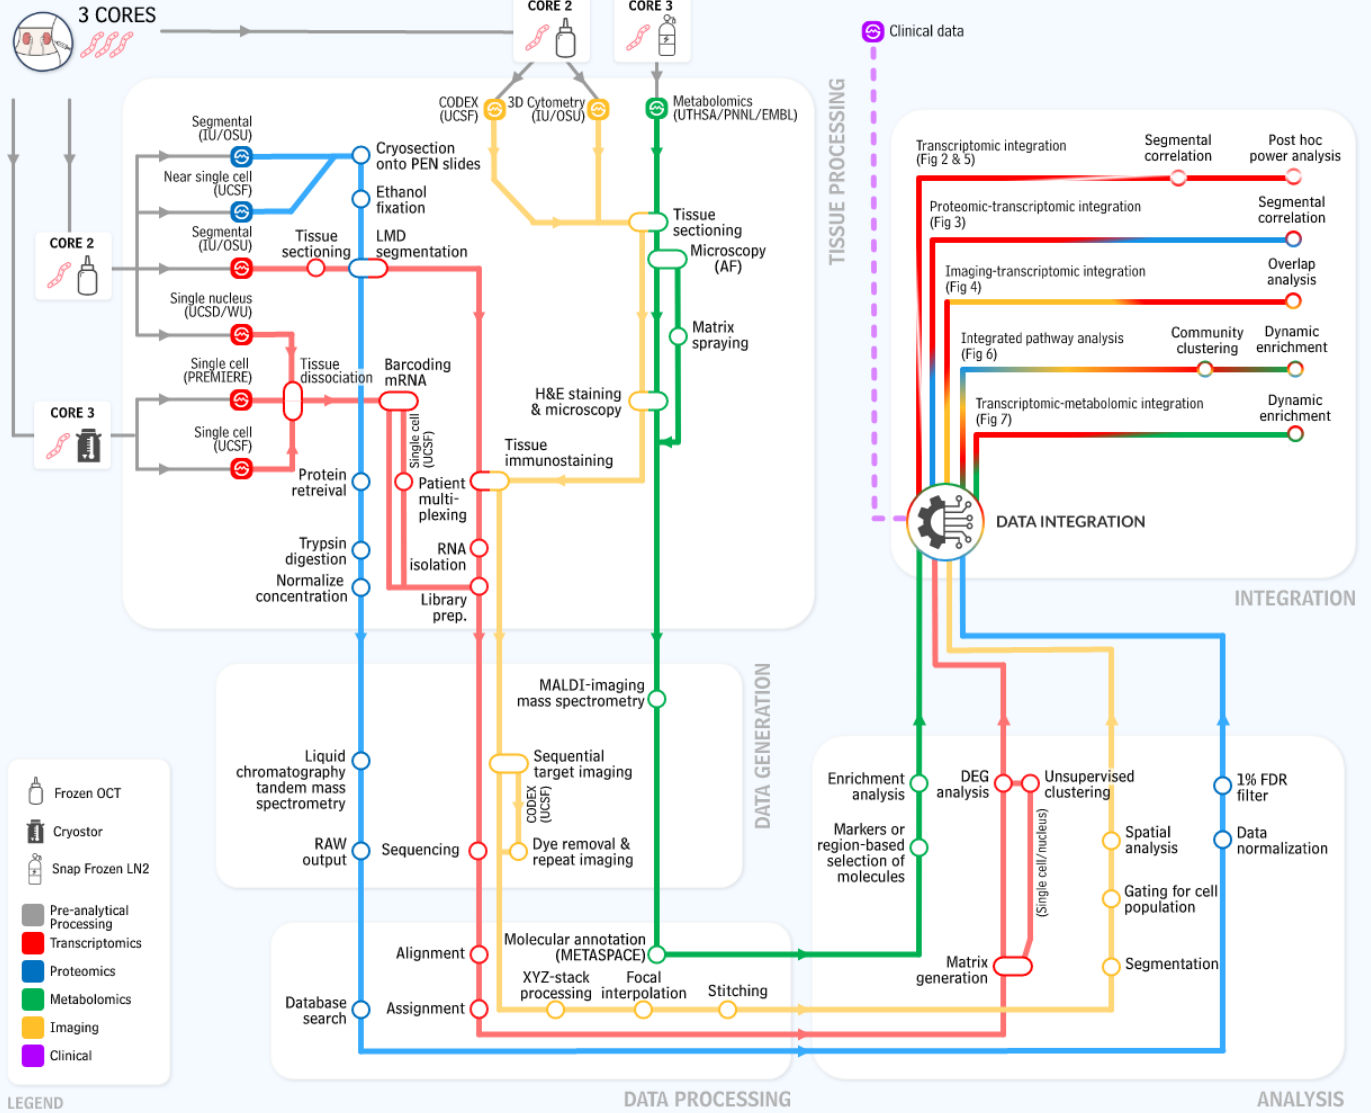 3 CORES
CORE 2
CORE 3
Clinical data
CODEX
(UCSF)
3D Cytometry
(IU/OSU)
Metabolomics
(UTHSA/PNNL/EMBL)
TISSUE PROCESSING
Segmental
(IU/OSU)
Near single cell
(UCSF)
Segmental
(IU/OSU)
Single nucleus
(UCSD/WU)
Single cell
(PREMIERE)
Single cell
(UCSF)
CORE 2
CORE 3
Cryosection
onto PEN slides
Ethanol
fixation
Tissue
sectioning
LMD
segmentation
Tissue
dissociation
Barcoding
mRNA
Single cell
(UCSF)
Protein
retreival
Patient
multi-
plexing
Trypsin
digestion
RNA
isolation
Normalize
concentration
Library
prep.
Tissue
sectioning
Microscopy
(AF)
Matrix
spraying
H&E staining
& microscopy
Tissue
immunostaining
Transcriptomic integration
(Fig 2 & 5)
Segmental
correlation
Post hoc
power analysis
Proteomic-transcriptomic integration
(Fig 3)
Segmental
correlation
Imaging-transcriptomic integration
(Fig 4)
Overlap
analysis
Integrated pathway analysis
(Fig 6)
Community
clustering
Dynamic
enrichment
Transcriptomic-metabolomic integration
(Fig 7)
Dynamic
enrichment
DATA INTEGRATION
INTEGRATION
MALDI-imaging
mass spectrometry
DATA GENERATION
Liquid
chromatography
tandem mass
spectrometry
Sequential
target imaging
CODEX
(UCSF)
RAW
output
Sequencing
Dye removal &
repeat imaging
Alignment
Molecular annotation
(METASPACE)
XYZ-stack
processing
Focal
interpolation
Stitching
Database
search
Assignment
DATA PROCESSING
Enrichment
analysis
DEG
analysis
Unsupervised
clustering
1% FDR
filter
Markers or
region-based
selection of
molecules
(Single cell/nucleus)
Spatial
analysis
Data
normalization
Gating for cell
population
Matrix
generation
Segmentation
ANALYSIS
Frozen OCT
Cryostor
Snap Frozen LN2
Pre-analytical
Processing
Transcriptomics
Proteomics
Metabolomics
Imaging
Clinical
LEGEND